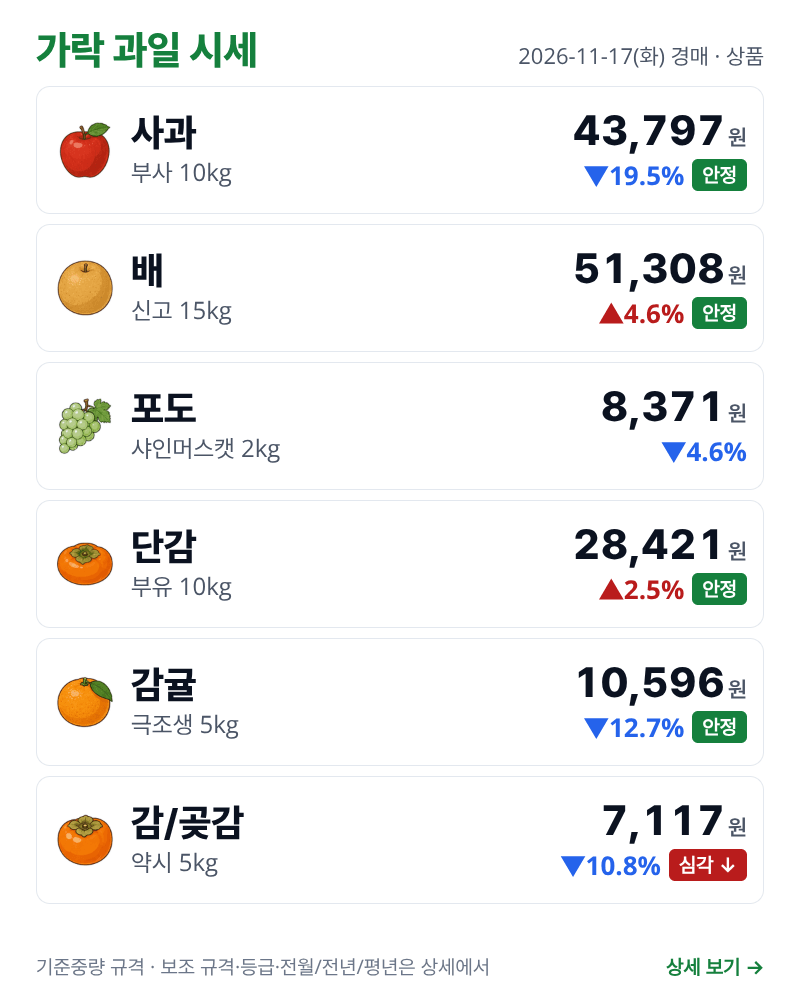 가락 과일 시세
2026-11-17(화) 경매 · 상품
사과
부사 10kg
43,797 원
▼19.5% 안정
배
신고 15kg
51,308 원
▲4.6% 안정
포도
샤인머스캣 2kg
8,371 원
▼4.6%
단감
부유 10kg
28,421 원
▲2.5% 안정
감귤
극조생 5kg
10,596 원
▼12.7% 안정
감/곶감
약시 5kg
7,117 원
▼10.8% 심각 ↓
기준중량 규격 · 보조 규격·등급·전월/전년/평년은 상세에서
상세 보기 →